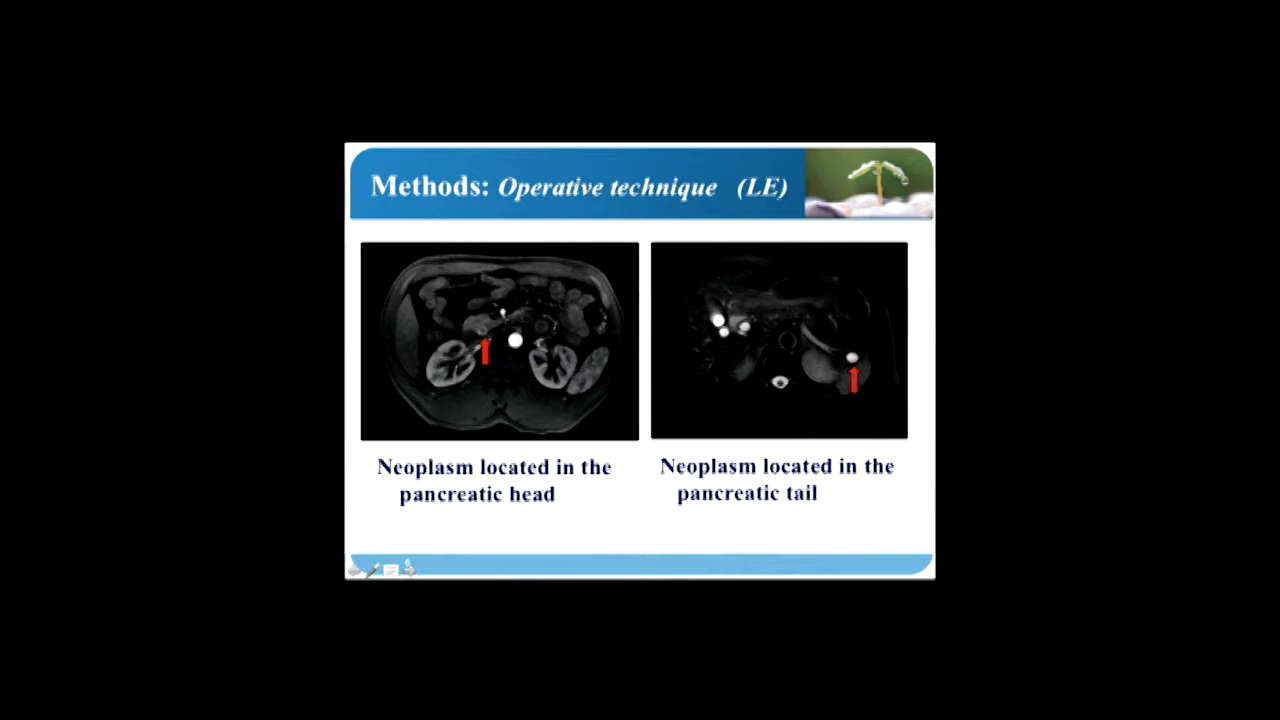 Methods: Operative technique (LE)
Neoplasm located in the
pancreatic head
Neoplasm located in the
pancreatic tail